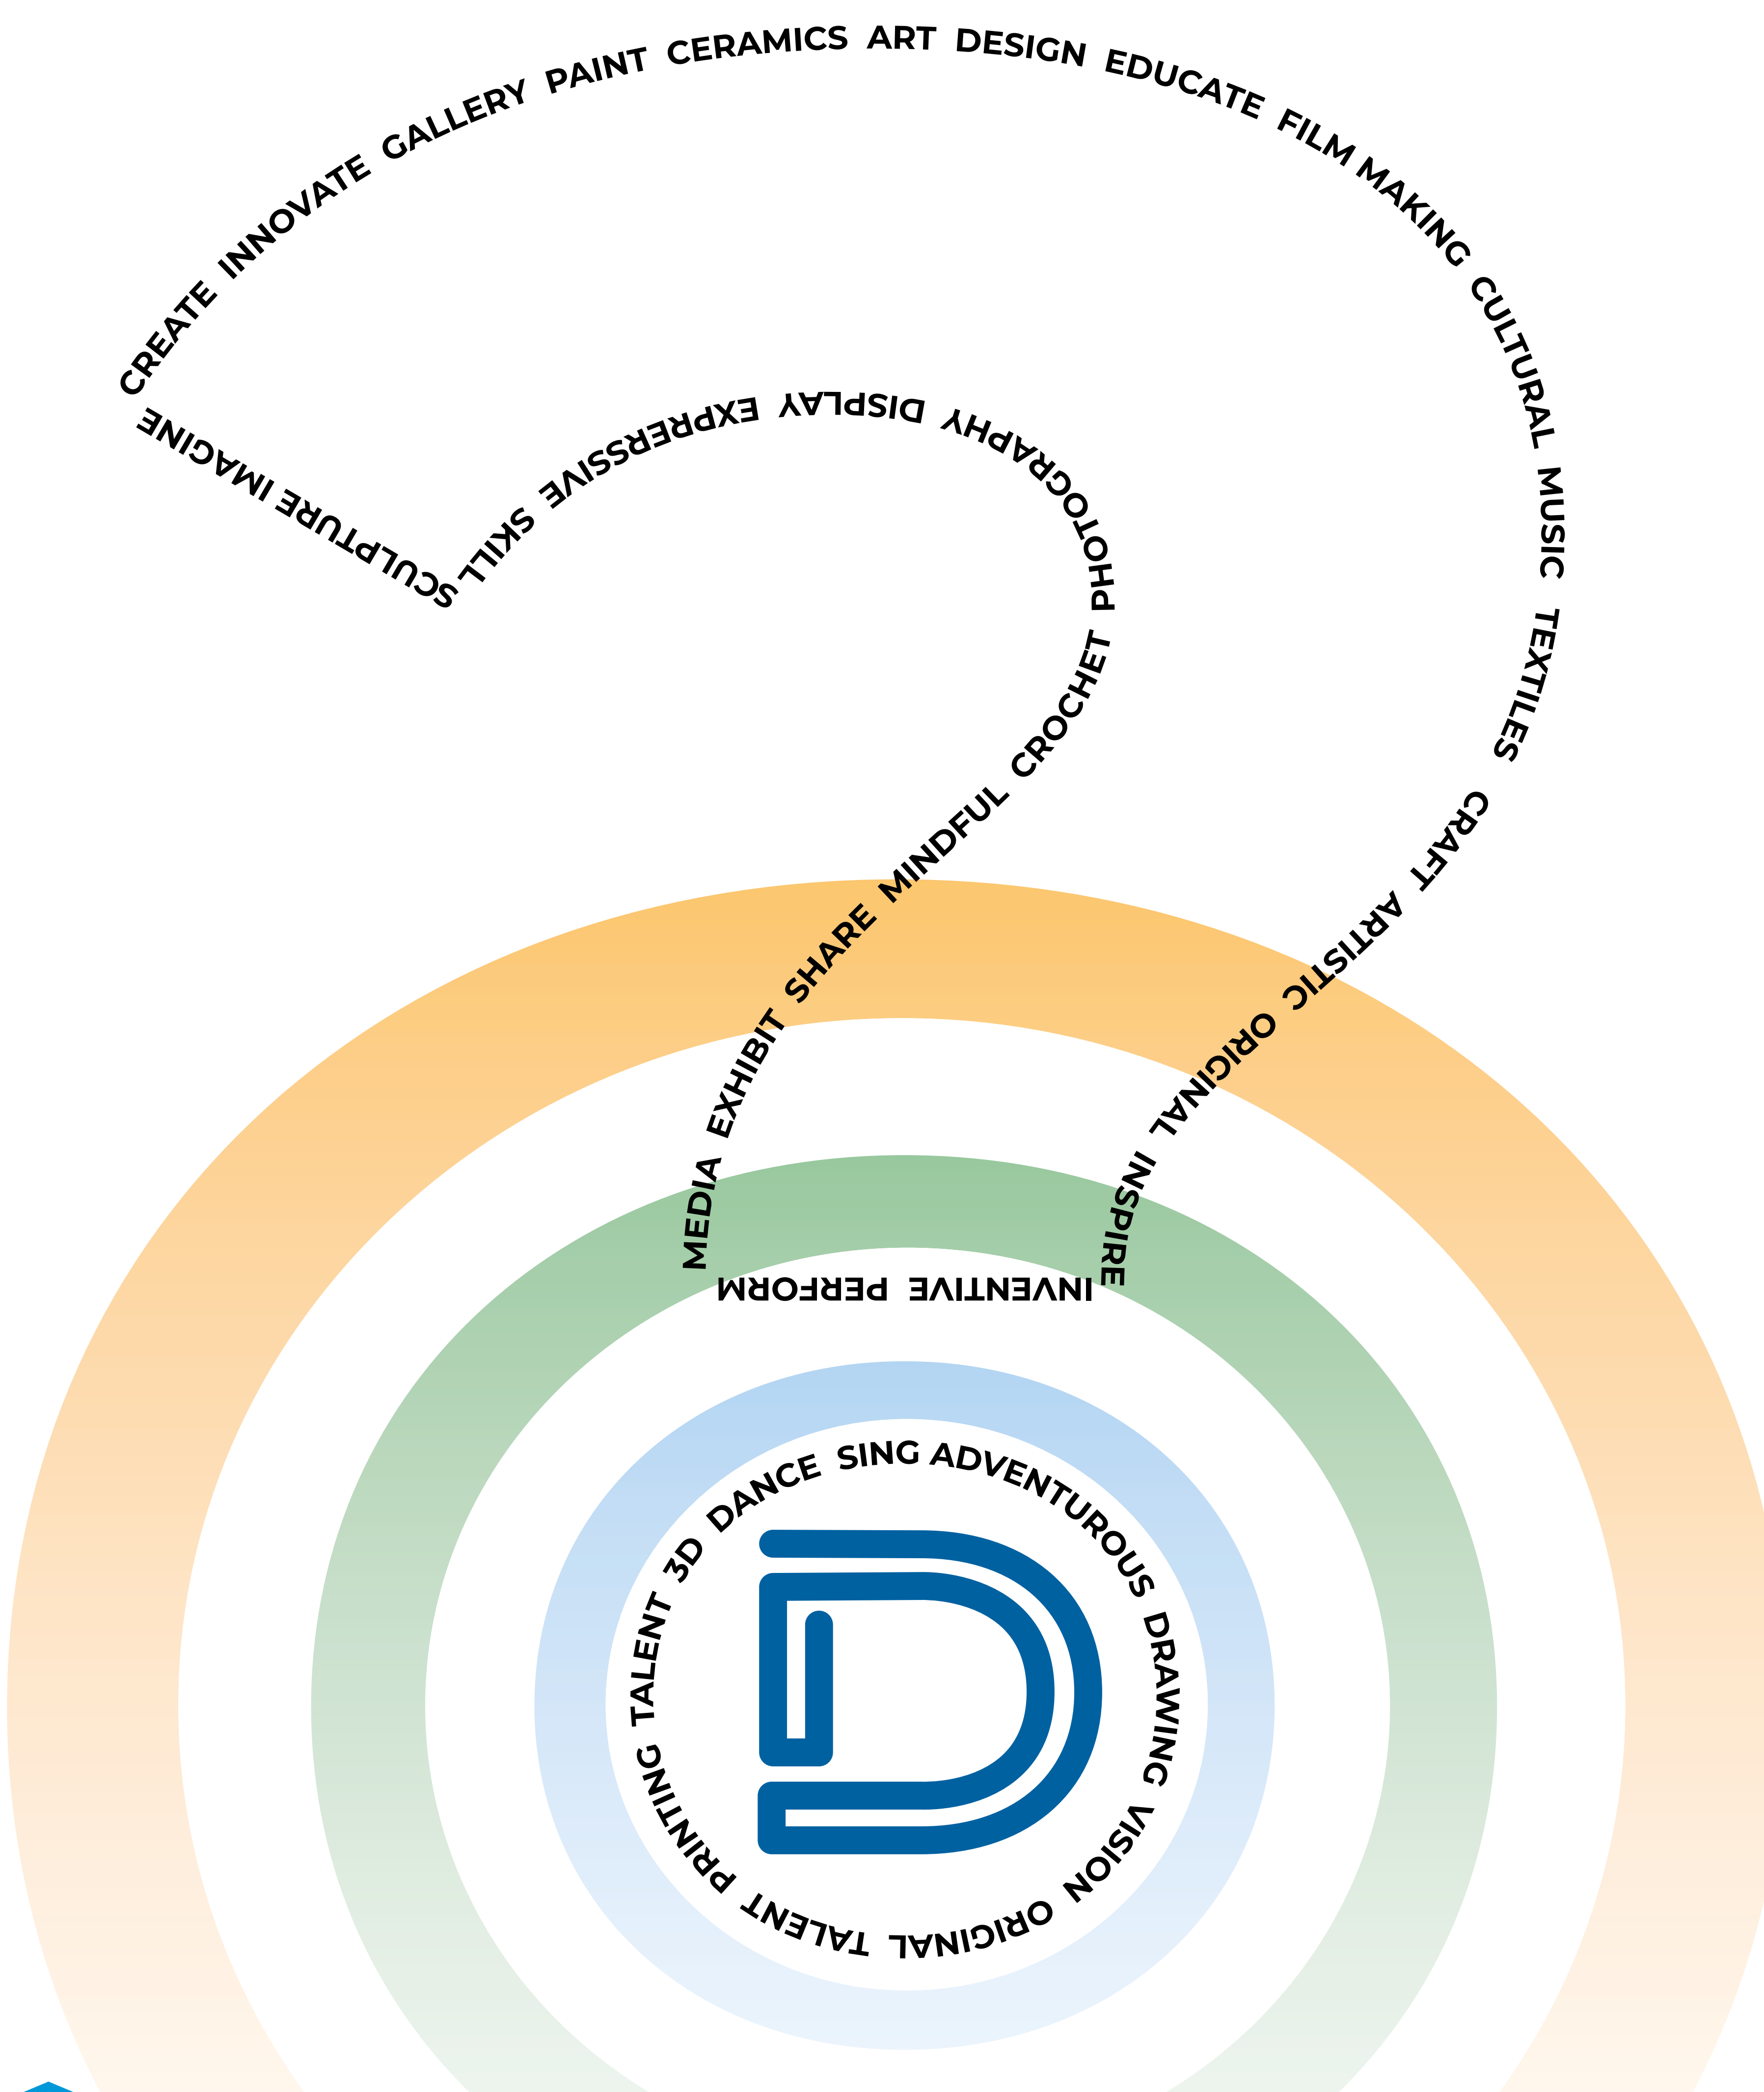 CREATE INNOVATE GALLERY PAINT CERAMICS ART DESIGN EDUCATE FILM MAKING CULTURAL MUSIC TEXTILES CRAFT ARTISTIC ORIGINAL INSPIRE
INVENTIVE PERFORM
MEDIA EXHIBIT SHARE MINDFUL CROCHET
PHOTOGRAPHY DISPLAY EXPRERSSIVE SKILLS
SCULPTURE IMAGINE
3D DANCE SING ADVENTUROUS DRAWING VISION ORIGINAL TALENT PRINTING TALENT
D